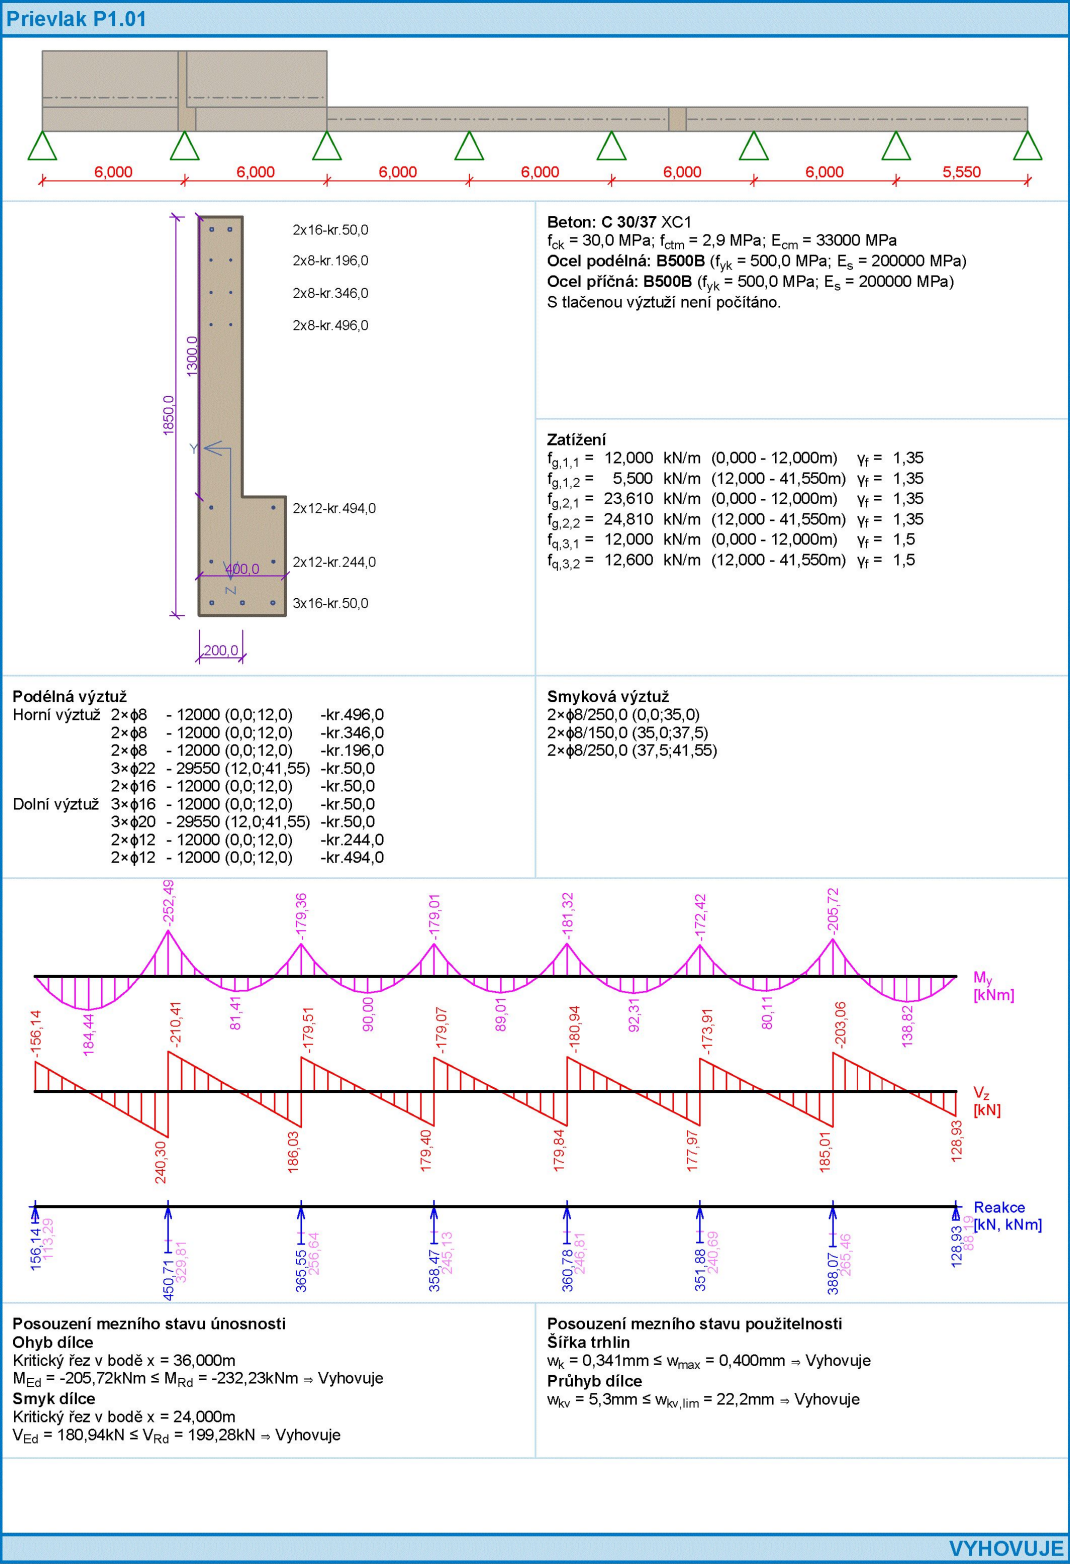 Prievlak P1.01
6,000 6,000 6,000 6,000 6,000 6,000 5,550
2x16-kr.50,0
2x8-kr.196,0
2x8-kr.346,0
2x8-kr.496,0
1300,0
1850,0
Y
2x12-kr.494,0
2x12-kr.244,0
400,0
Z
3x16-kr.50,0
200,0
Beton: C 30/37 XC1
fck = 30,0 MPa; fctm = 2,9 MPa; Ecm = 33000 MPa
Ocel podélná: B500B (fyk = 500,0 MPa; Es = 200000 MPa)
Ocel příčná: B500B (fyk = 500,0 MPa; Es = 200000 MPa)
S tlačenou výztuží není počítáno.
Zatížení
fg,1,1 = 12,000 kN/m (0,000 - 12,000m) γf = 1,35
fg,1,2 = 5,500 kN/m (12,000 - 41,550m) γf = 1,35
fg,2,1 = 23,610 kN/m (0,000 - 12,000m) γf = 1,35
fg,2,2 = 24,810 kN/m (12,000 - 41,550m) γf = 1,35
fq,3,1 = 12,000 kN/m (0,000 - 12,000m) γf = 1,5
fq,3,2 = 12,600 kN/m (12,000 - 41,550m) γf = 1,5
Podélná výztuž
Horní výztuž 2×ϕ8 - 12000 (0,0;12,0) -kr.496,0
2×ϕ8 - 12000 (0,0;12,0) -kr.346,0
2×ϕ8 - 12000 (0,0;12,0) -kr.196,0
3×ϕ22 - 29550 (12,0;41,55) -kr.50,0
2×ϕ16 - 12000 (0,0;12,0) -kr.50,0
Dolní výztuž 3×ϕ16 - 12000 (0,0;12,0) -kr.50,0
3×ϕ20 - 29550 (12,0;41,55) -kr.50,0
2×ϕ12 - 12000 (0,0;12,0) -kr.244,0
2×ϕ12 - 12000 (0,0;12,0) -kr.494,0
Smyková výztuž
2×ϕ8/250,0 (0,0;35,0)
2×ϕ8/150,0 (35,0;37,5)
2×ϕ8/250,0 (37,5;41,55)
-252,49 -179,36 -179,01 -181,32 -172,42 -205,72
My
[kNm]
184,44 81,41 90,00 89,01 92,31 80,11 138,82
-156,14 -210,41 -179,51 -179,07 -180,94 -173,91 -203,06
Vz
[kN]
240,30 186,03 179,40 179,84 177,97 185,01 128,93
Reakce
[kN, kNm]
156,14 450,71 365,55 358,47 360,78 351,88 388,07 128,93
113,29 329,81 256,64 245,13 246,81 240,69 265,46 88,19
Posouzení mezního stavu únosnosti
Ohyb dílce
Kritický řez v bodě x = 36,000m
MEd = -205,72kNm ≤ MRd = -232,23kNm ⇒ Vyhovuje
Smyk dílce
Kritický řez v bodě x = 24,000m
VEd = 180,94kN ≤ VRd = 199,28kN ⇒ Vyhovuje
Posouzení mezního stavu použitelnosti
Šířka trhlin
wk = 0,341mm ≤ wmax = 0,400mm ⇒ Vyhovuje
Průhyb dílce
wkv = 5,3mm ≤ wkv,lim = 22,2mm ⇒ Vyhovuje
VYHOVUJE